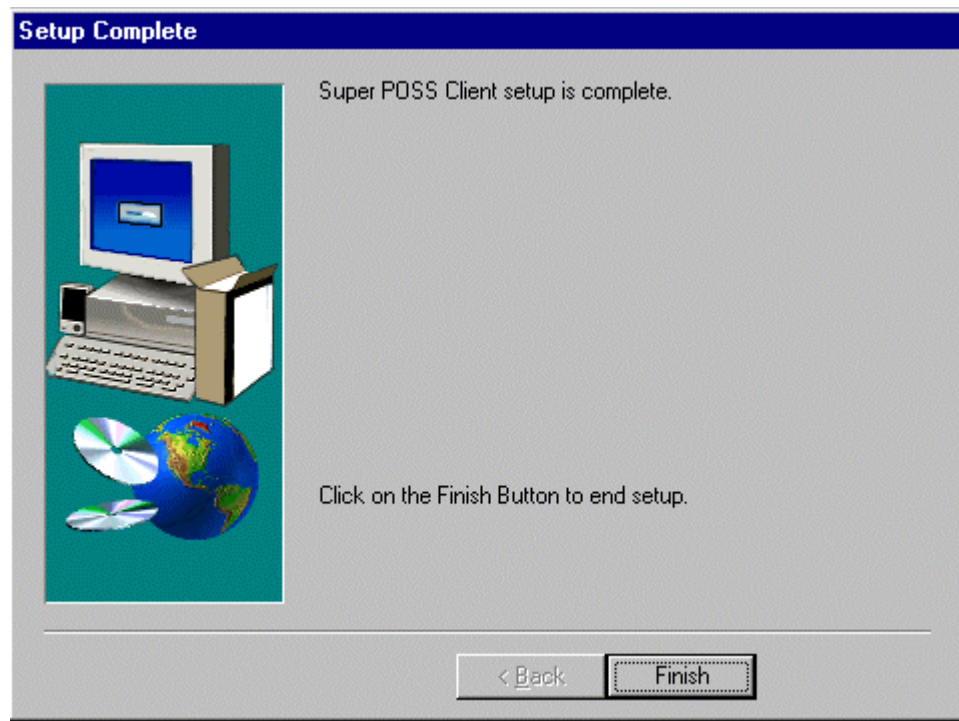 Setup Complete
Super POSS Client setup is complete.
Click on the Finish Button to end setup.
< Back
Finish